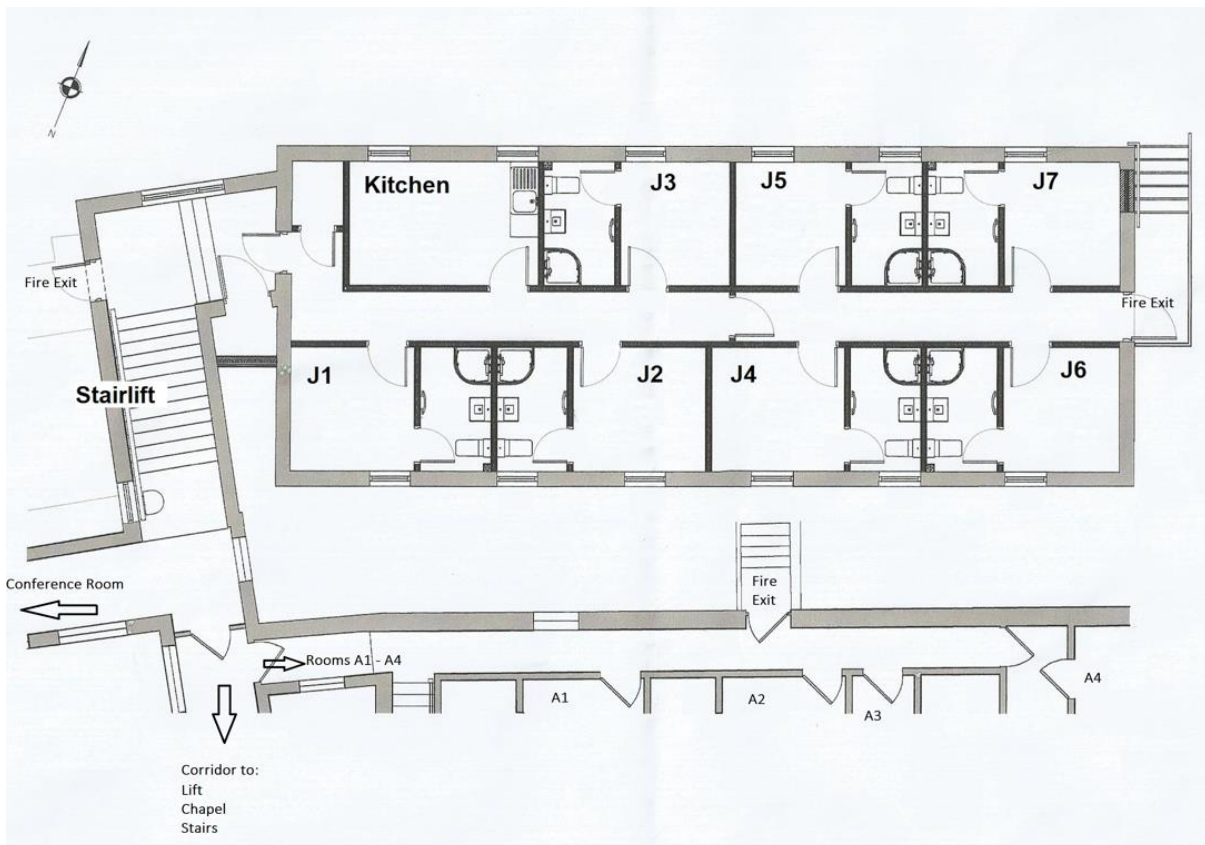 N
Kitchen
J3
J5
J7
Fire Exit
Fire Exit
J1
J2
J4
J6
Stairlift
Conference Room
Fire
Exit
Rooms A1 - A4
A1
A2
A3
A4
Corridor to:
Lift
Chapel
Stairs